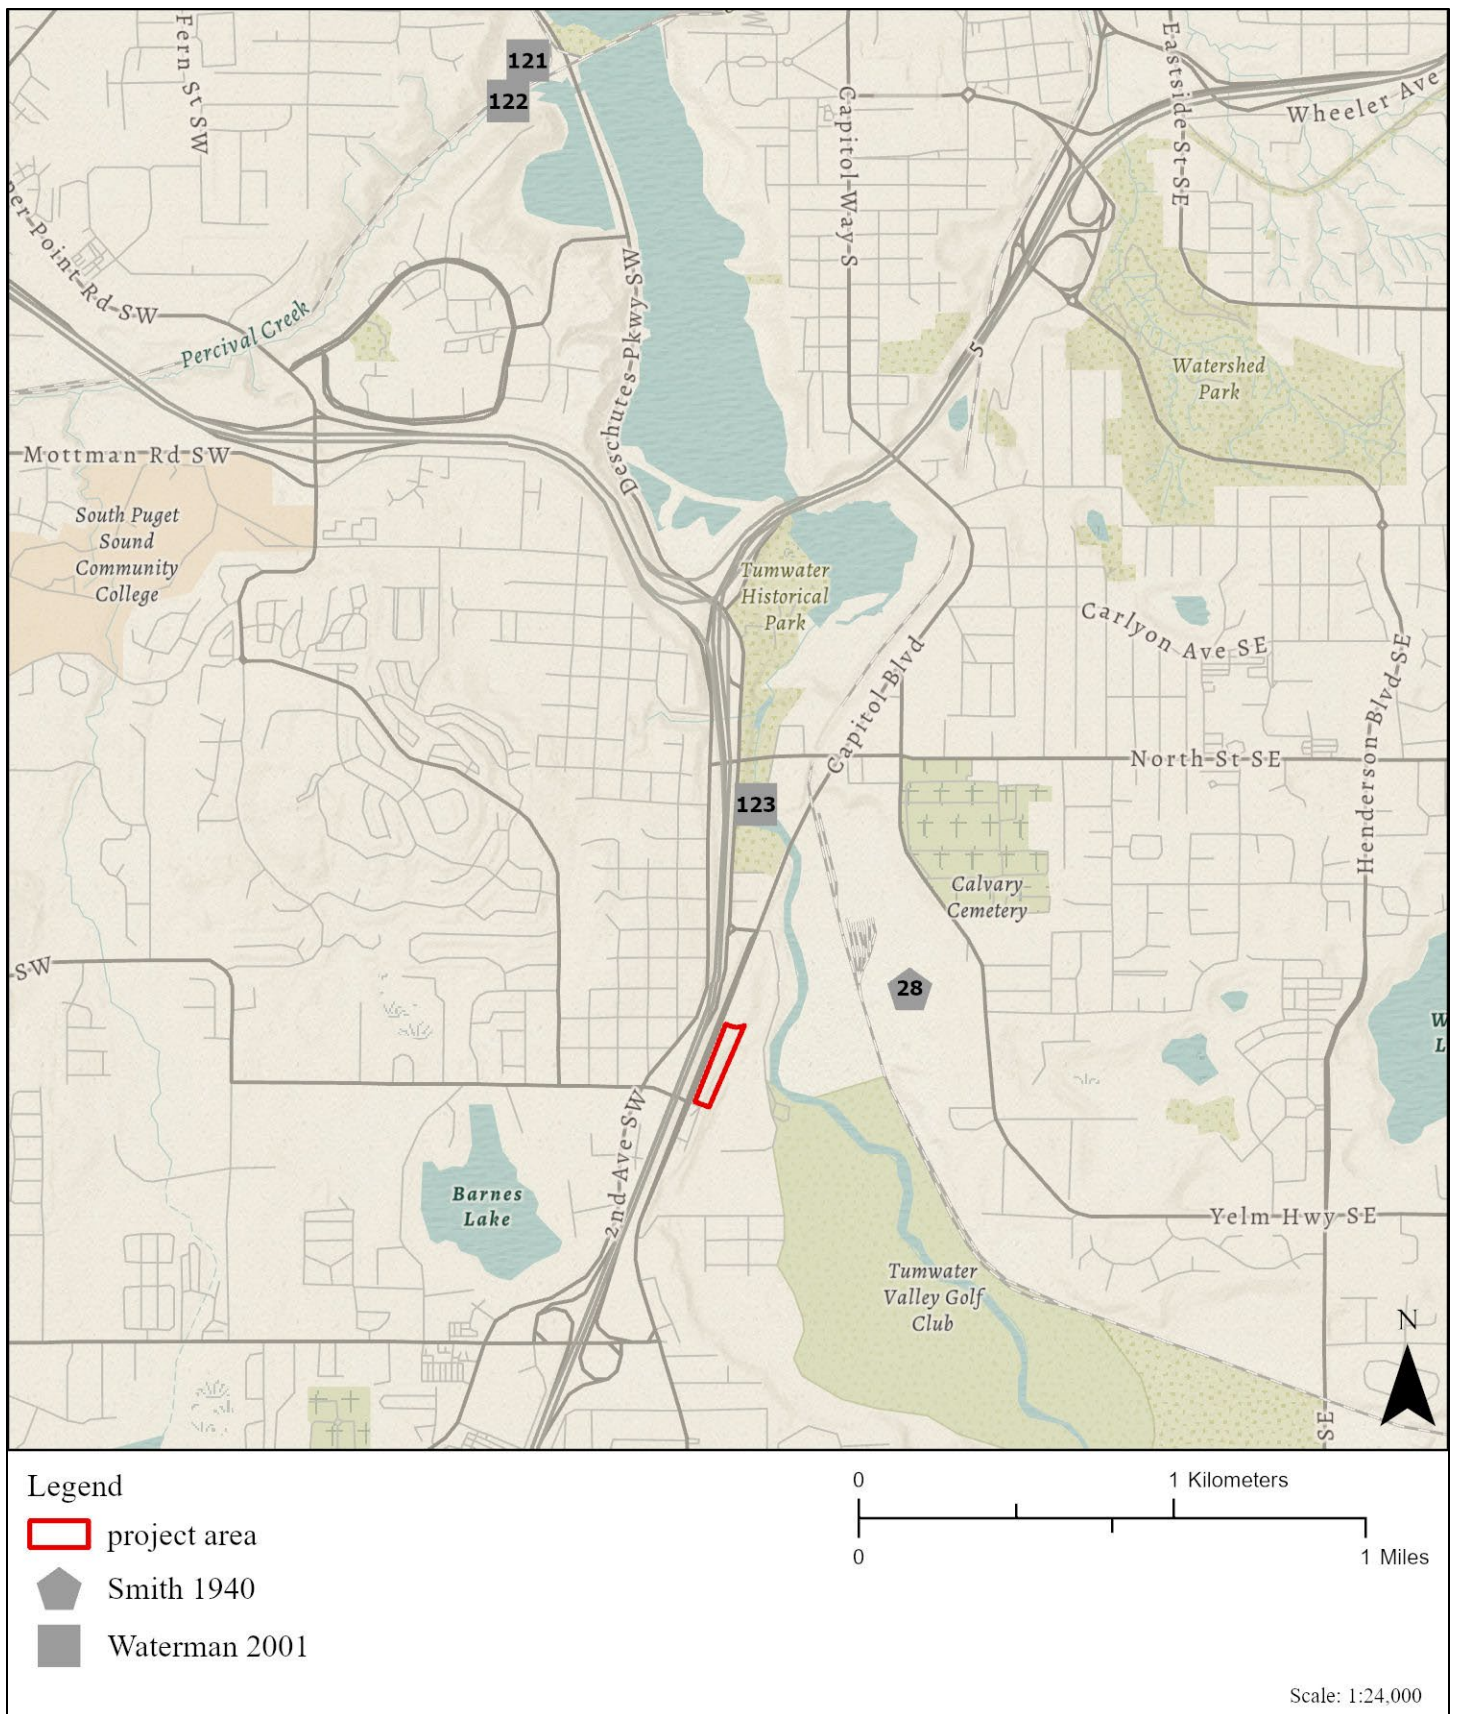 Fern St SW
121
122
Eastside St SE
Wheeler Ave
Capitol Way S
per Point Rd SW
Percival Creek
Deschutes Pkwy SW
5
Watershed
Park
Mottman Rd SW
South Puget
Sound
Community
College
Tumwater
Historical
Park
Carlyon Ave SE
Capitol Blvd
Henderson Blvd SE
North St SE
123
Calvary
Cemetery
SW
28
W
L
2nd Ave SW
Barnes
Lake
Yelm Hwy SE
Tumwater
Valley Golf
Club
N
SE
Legend
project area
Smith 1940
Waterman 2001
0 1 Kilometers
0 1 Miles
Scale: 1:24,000